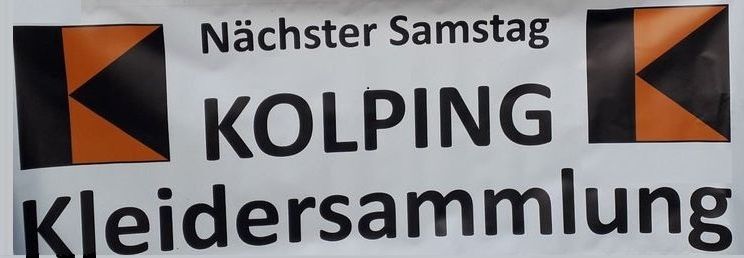 Nächster Samstag
KOLPING
Kleidersammlung